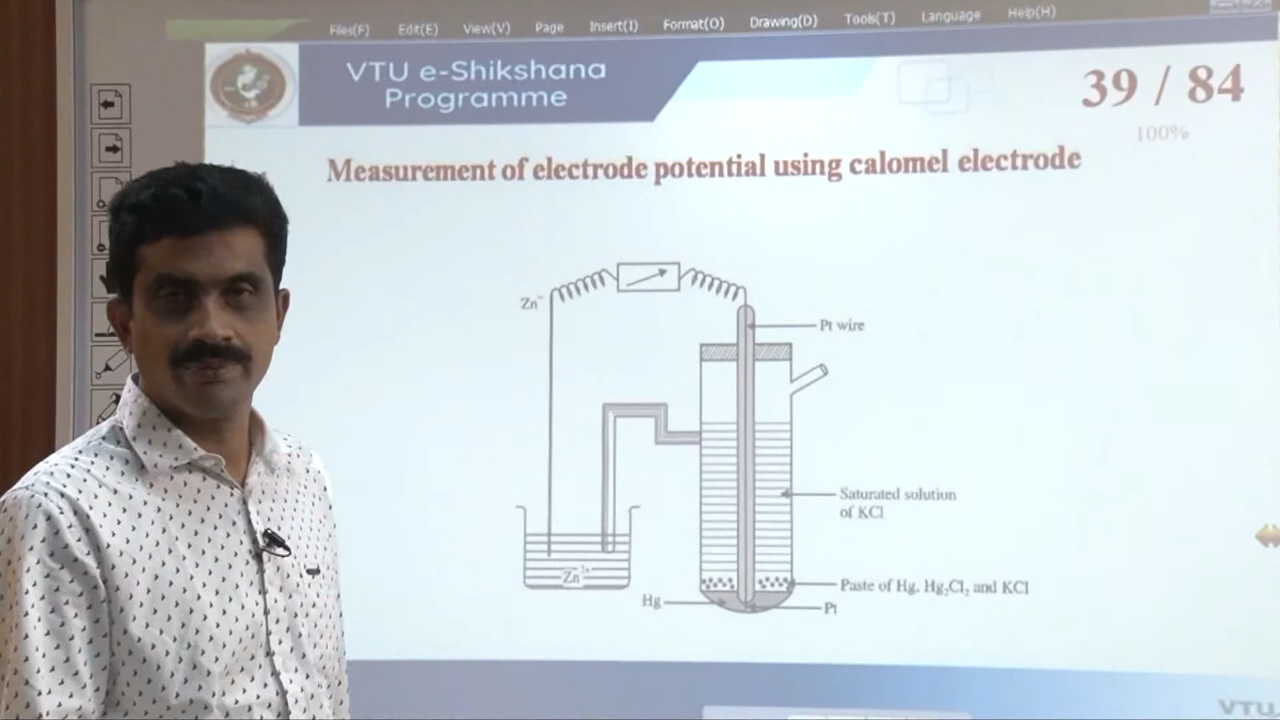 Files(F) Edit(E) View(V) Page Insert(I) Format(O) Drawing(D) Tools(T) Language Help(H)
VTU e-Shikshana
Programme
39 / 84
100%
Measurement of electrode potential using calomel electrode
Zn⁻
Pt wire
Saturated solution
of KCl
Zn²⁺
Paste of Hg, Hg₂Cl₂ and KCl
Hg
Pt
VTU